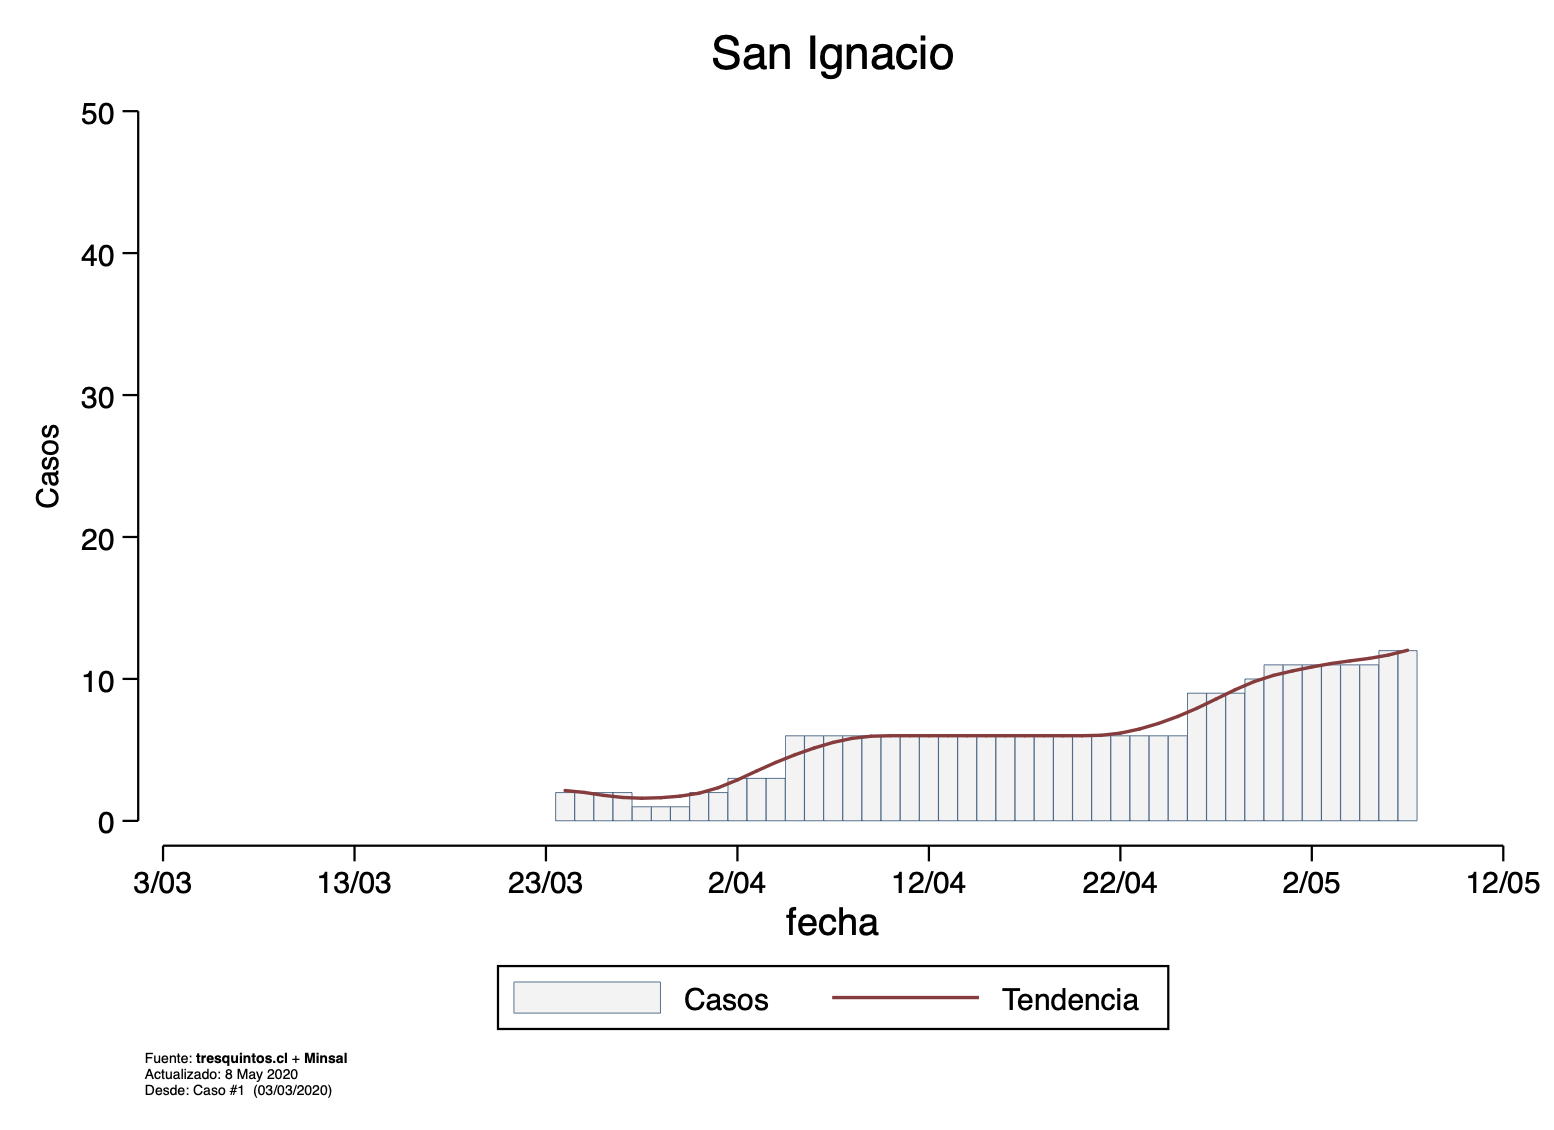 San Ignacio
50
40
30
20
10
0
Casos
3/03 13/03 23/03 2/04 12/04 22/04 2/05 12/05
fecha
Casos Tendencia
Fuente: tresquintos.cl + Minsal
Actualizado: 8 May 2020
Desde: Caso #1 (03/03/2020)